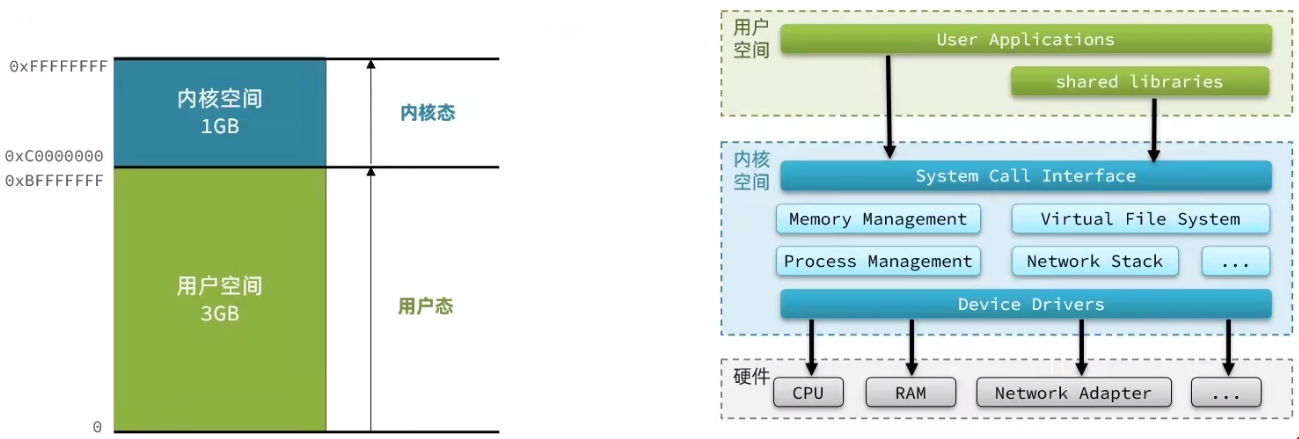 0xFFFFFFFF
内核空间
1GB
内核态
0xC0000000
0xBFFFFFFF
用户空间
3GB
用户态
0
用户
空间
User Applications
shared libraries
内核
空间
System Call Interface
Memory Management
Virtual File System
Process Management
Network Stack
...
Device Drivers
硬件
CPU
RAM
Network Adapter
...